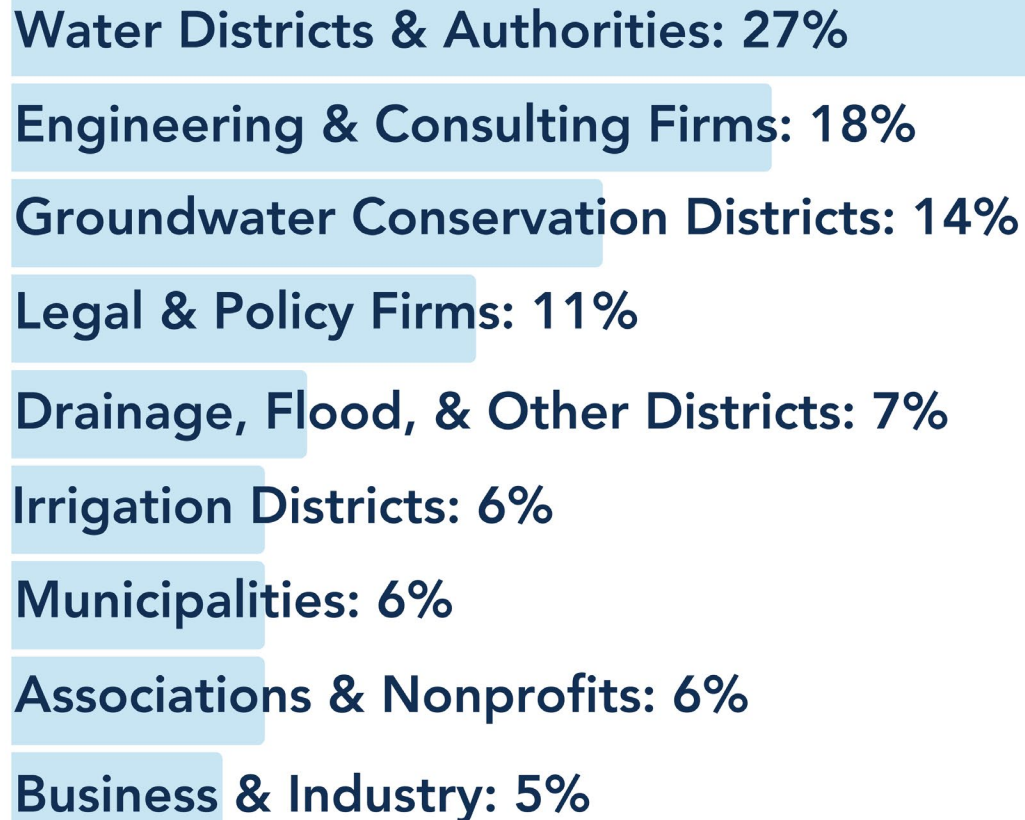 Water Districts & Authorities: 27%
Engineering & Consulting Firms: 18%
Groundwater Conservation Districts: 14%
Legal & Policy Firms: 11%
Drainage, Flood, & Other Districts: 7%
Irrigation Districts: 6%
Municipalities: 6%
Associations & Nonprofits: 6%
Business & Industry: 5%